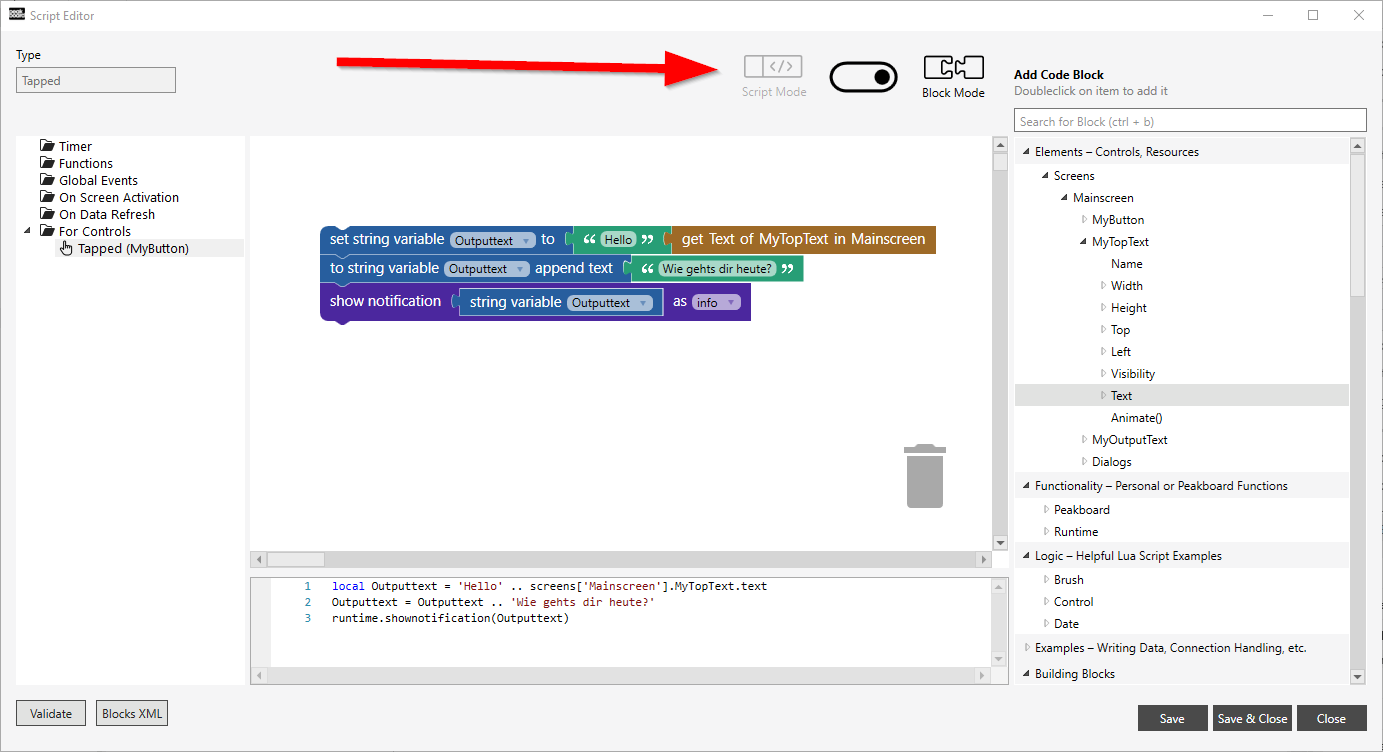 peak board Script Editor
Type
Tapped
Script Mode
Block Mode
Add Code Block
Doubleclick on item to add it
Search for Block (ctrl + b)
Timer
Functions
Global Events
On Screen Activation
On Data Refresh
For Controls
Tapped (MyButton)
set string variable Outputtext to “ Hello ” get Text of MyTopText in Mainscreen
to string variable Outputtext append text “ Wie gehts dir heute? ”
show notification string variable Outputtext as info
1 local Outputtext = 'Hello' .. screens['Mainscreen'].MyTopText.text
2 Outputtext = Outputtext .. 'Wie gehts dir heute?'
3 runtime.shownotification(Outputtext)
Elements – Controls, Resources
Screens
Mainscreen
MyButton
MyTopText
Name
Width
Height
Top
Left
Visibility
Text
Animate()
MyOutputText
Dialogs
Functionality – Personal or Peakboard Functions
Peakboard
Runtime
Logic – Helpful Lua Script Examples
Brush
Control
Date
Examples – Writing Data, Connection Handling, etc.
Building Blocks
Validate
Blocks XML
Save
Save & Close
Close